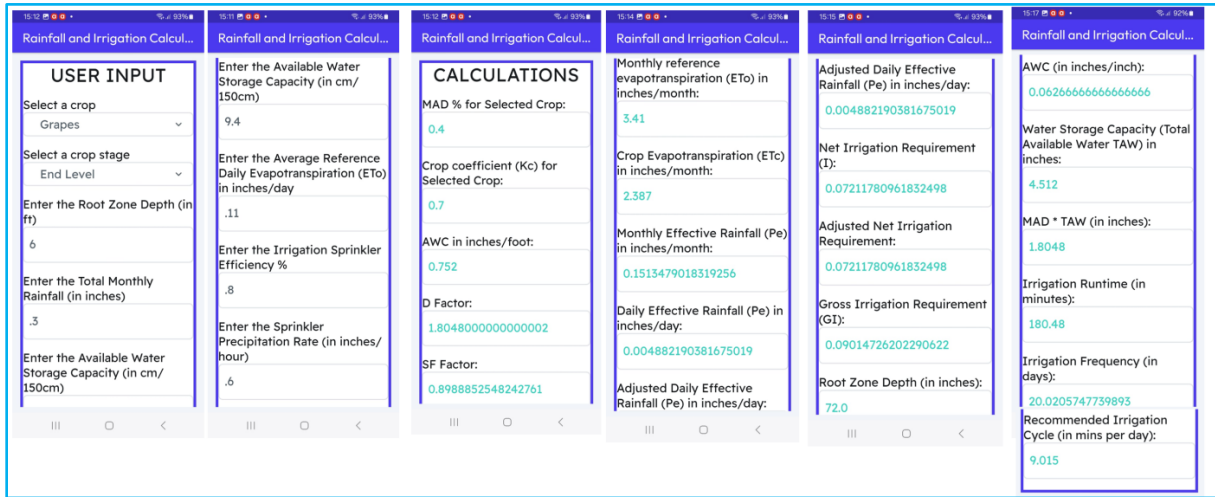 15:12
93%
Rainfall and Irrigation Calcul...
USER INPUT
Select a crop
Grapes
Select a crop stage
End Level
Enter the Root Zone Depth (in
ft)
6
Enter the Total Monthly
Rainfall (in inches)
.3
Enter the Available Water
Storage Capacity (in cm/
150cm)
15:11
93%
Rainfall and Irrigation Calcul...
Enter the Available Water
Storage Capacity (in cm/
150cm)
9.4
Enter the Average Reference
Daily Evapotranspiration (ETo)
in inches/day
.11
Enter the Irrigation Sprinkler
Efficiency %
.8
Enter the Sprinkler
Precipitation Rate (in inches/
hour)
.6
15:12
93%
Rainfall and Irrigation Calcul...
CALCULATIONS
MAD % for Selected Crop:
0.4
Crop coefficient (Kc) for
Selected Crop:
0.7
AWC in inches/foot:
0.752
D Factor:
1.8048000000000002
SF Factor:
0.8988852548242761
15:14
93%
Rainfall and Irrigation Calcul...
Monthly reference
evapotranspiration (ETo) in
inches/month:
3.41
Crop Evapotranspiration (ETc)
in inches/month:
2.387
Monthly Effective Rainfall (Pe)
in inches/month:
0.1513479018319256
Daily Effective Rainfall (Pe) in
inches/day:
0.004882190381675019
Adjusted Daily Effective
Rainfall (Pe) in inches/day:
15:15
93%
Rainfall and Irrigation Calcul...
Adjusted Daily Effective
Rainfall (Pe) in inches/day:
0.004882190381675019
Net Irrigation Requirement
(I):
0.07211780961832498
Adjusted Net Irrigation
Requirement:
0.07211780961832498
Gross Irrigation Requirement
(GI):
0.09014726202290622
Root Zone Depth (in inches):
72.0
15:17
92%
Rainfall and Irrigation Calcul...
AWC (in inches/inch):
0.06266666666666666
Water Storage Capacity (Total
Available Water TAW) in
inches:
4.512
MAD * TAW (in inches):
1.8048
Irrigation Runtime (in
minutes):
180.48
Irrigation Frequency (in
days):
20.0205747739893
Recommended Irrigation
Cycle (in mins per day):
9.015